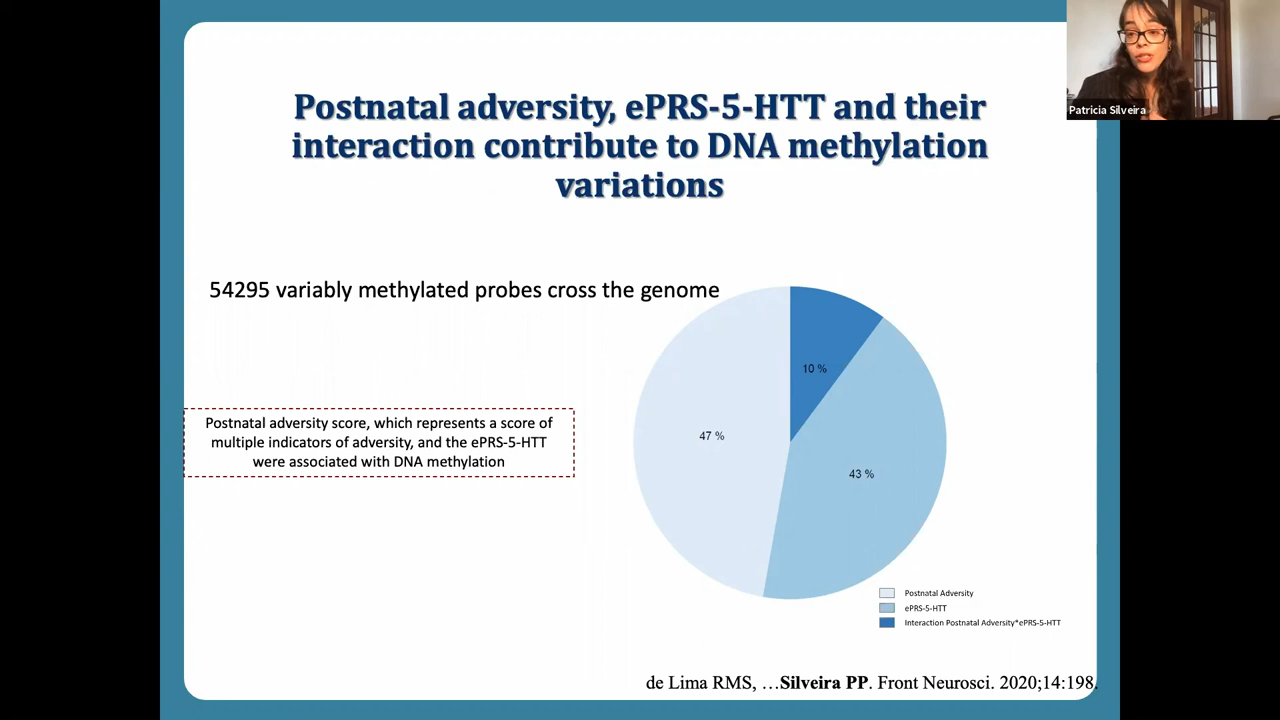 Patricia Silveira
Postnatal adversity, ePRS-5-HTT and their
interaction contribute to DNA methylation
variations
54295 variably methylated probes cross the genome
Postnatal adversity score, which represents a score of
multiple indicators of adversity, and the ePRS-5-HTT
were associated with DNA methylation
10 %
47 %
43 %
Postnatal Adversity
ePRS-5-HTT
Interaction Postnatal Adversity*ePRS-5-HTT
de Lima RMS, …Silveira PP. Front Neurosci. 2020;14:198.